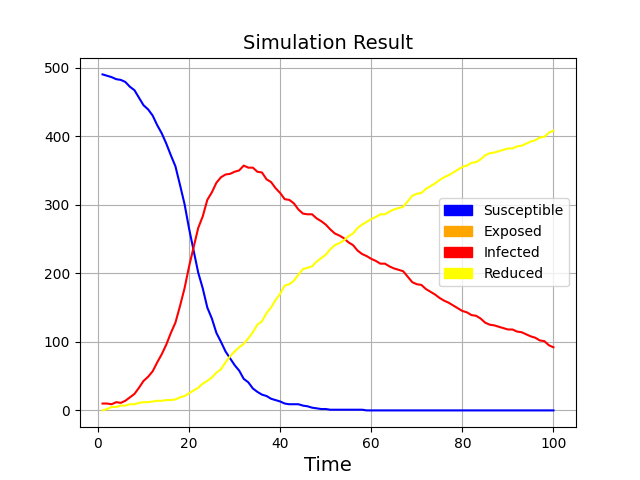 Simulation Result
500
400
300
200
100
0
Susceptible
Exposed
Infected
Reduced
0 20 40 60 80 100
Time